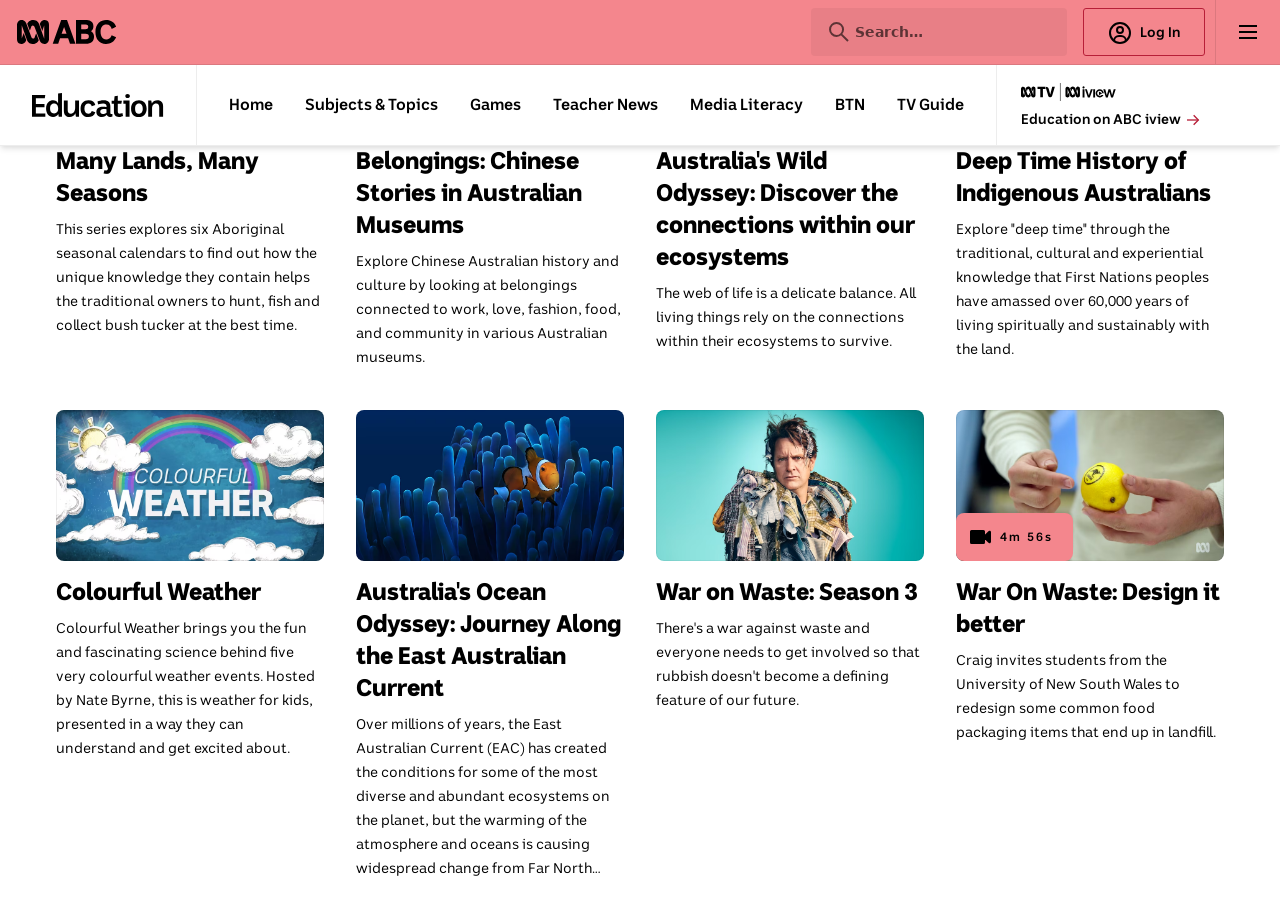 ABC
Search...
Log In
Education
Home
Subjects & Topics
Games
Teacher News
Media Literacy
BTN
TV Guide
TV
iview
Education on ABC iview
Many Lands, Many
Seasons
This series explores six Aboriginal
seasonal calendars to find out how the
unique knowledge they contain helps
the traditional owners to hunt, fish and
collect bush tucker at the best time.
Belongings: Chinese
Stories in Australian
Museums
Explore Chinese Australian history and
culture by looking at belongings
connected to work, love, fashion, food,
and community in various Australian
museums.
Australia's Wild
Odyssey: Discover the
connections within our
ecosystems
The web of life is a delicate balance. All
living things rely on the connections
within their ecosystems to survive.
Deep Time History of
Indigenous Australians
Explore "deep time" through the
traditional, cultural and experiential
knowledge that First Nations peoples
have amassed over 60,000 years of
living spiritually and sustainably with
the land.
COLOURFUL
WEATHER
Colourful Weather
Colourful Weather brings you the fun
and fascinating science behind five
very colourful weather events. Hosted
by Nate Byrne, this is weather for kids,
presented in a way they can
understand and get excited about.
Australia's Ocean
Odyssey: Journey Along
the East Australian
Current
Over millions of years, the East
Australian Current (EAC) has created
the conditions for some of the most
diverse and abundant ecosystems on
the planet, but the warming of the
atmosphere and oceans is causing
widespread change from Far North...
War on Waste: Season 3
There's a war against waste and
everyone needs to get involved so that
rubbish doesn't become a defining
feature of our future.
4m 56s
War On Waste: Design it
better
Craig invites students from the
University of New South Wales to
redesign some common food
packaging items that end up in landfill.